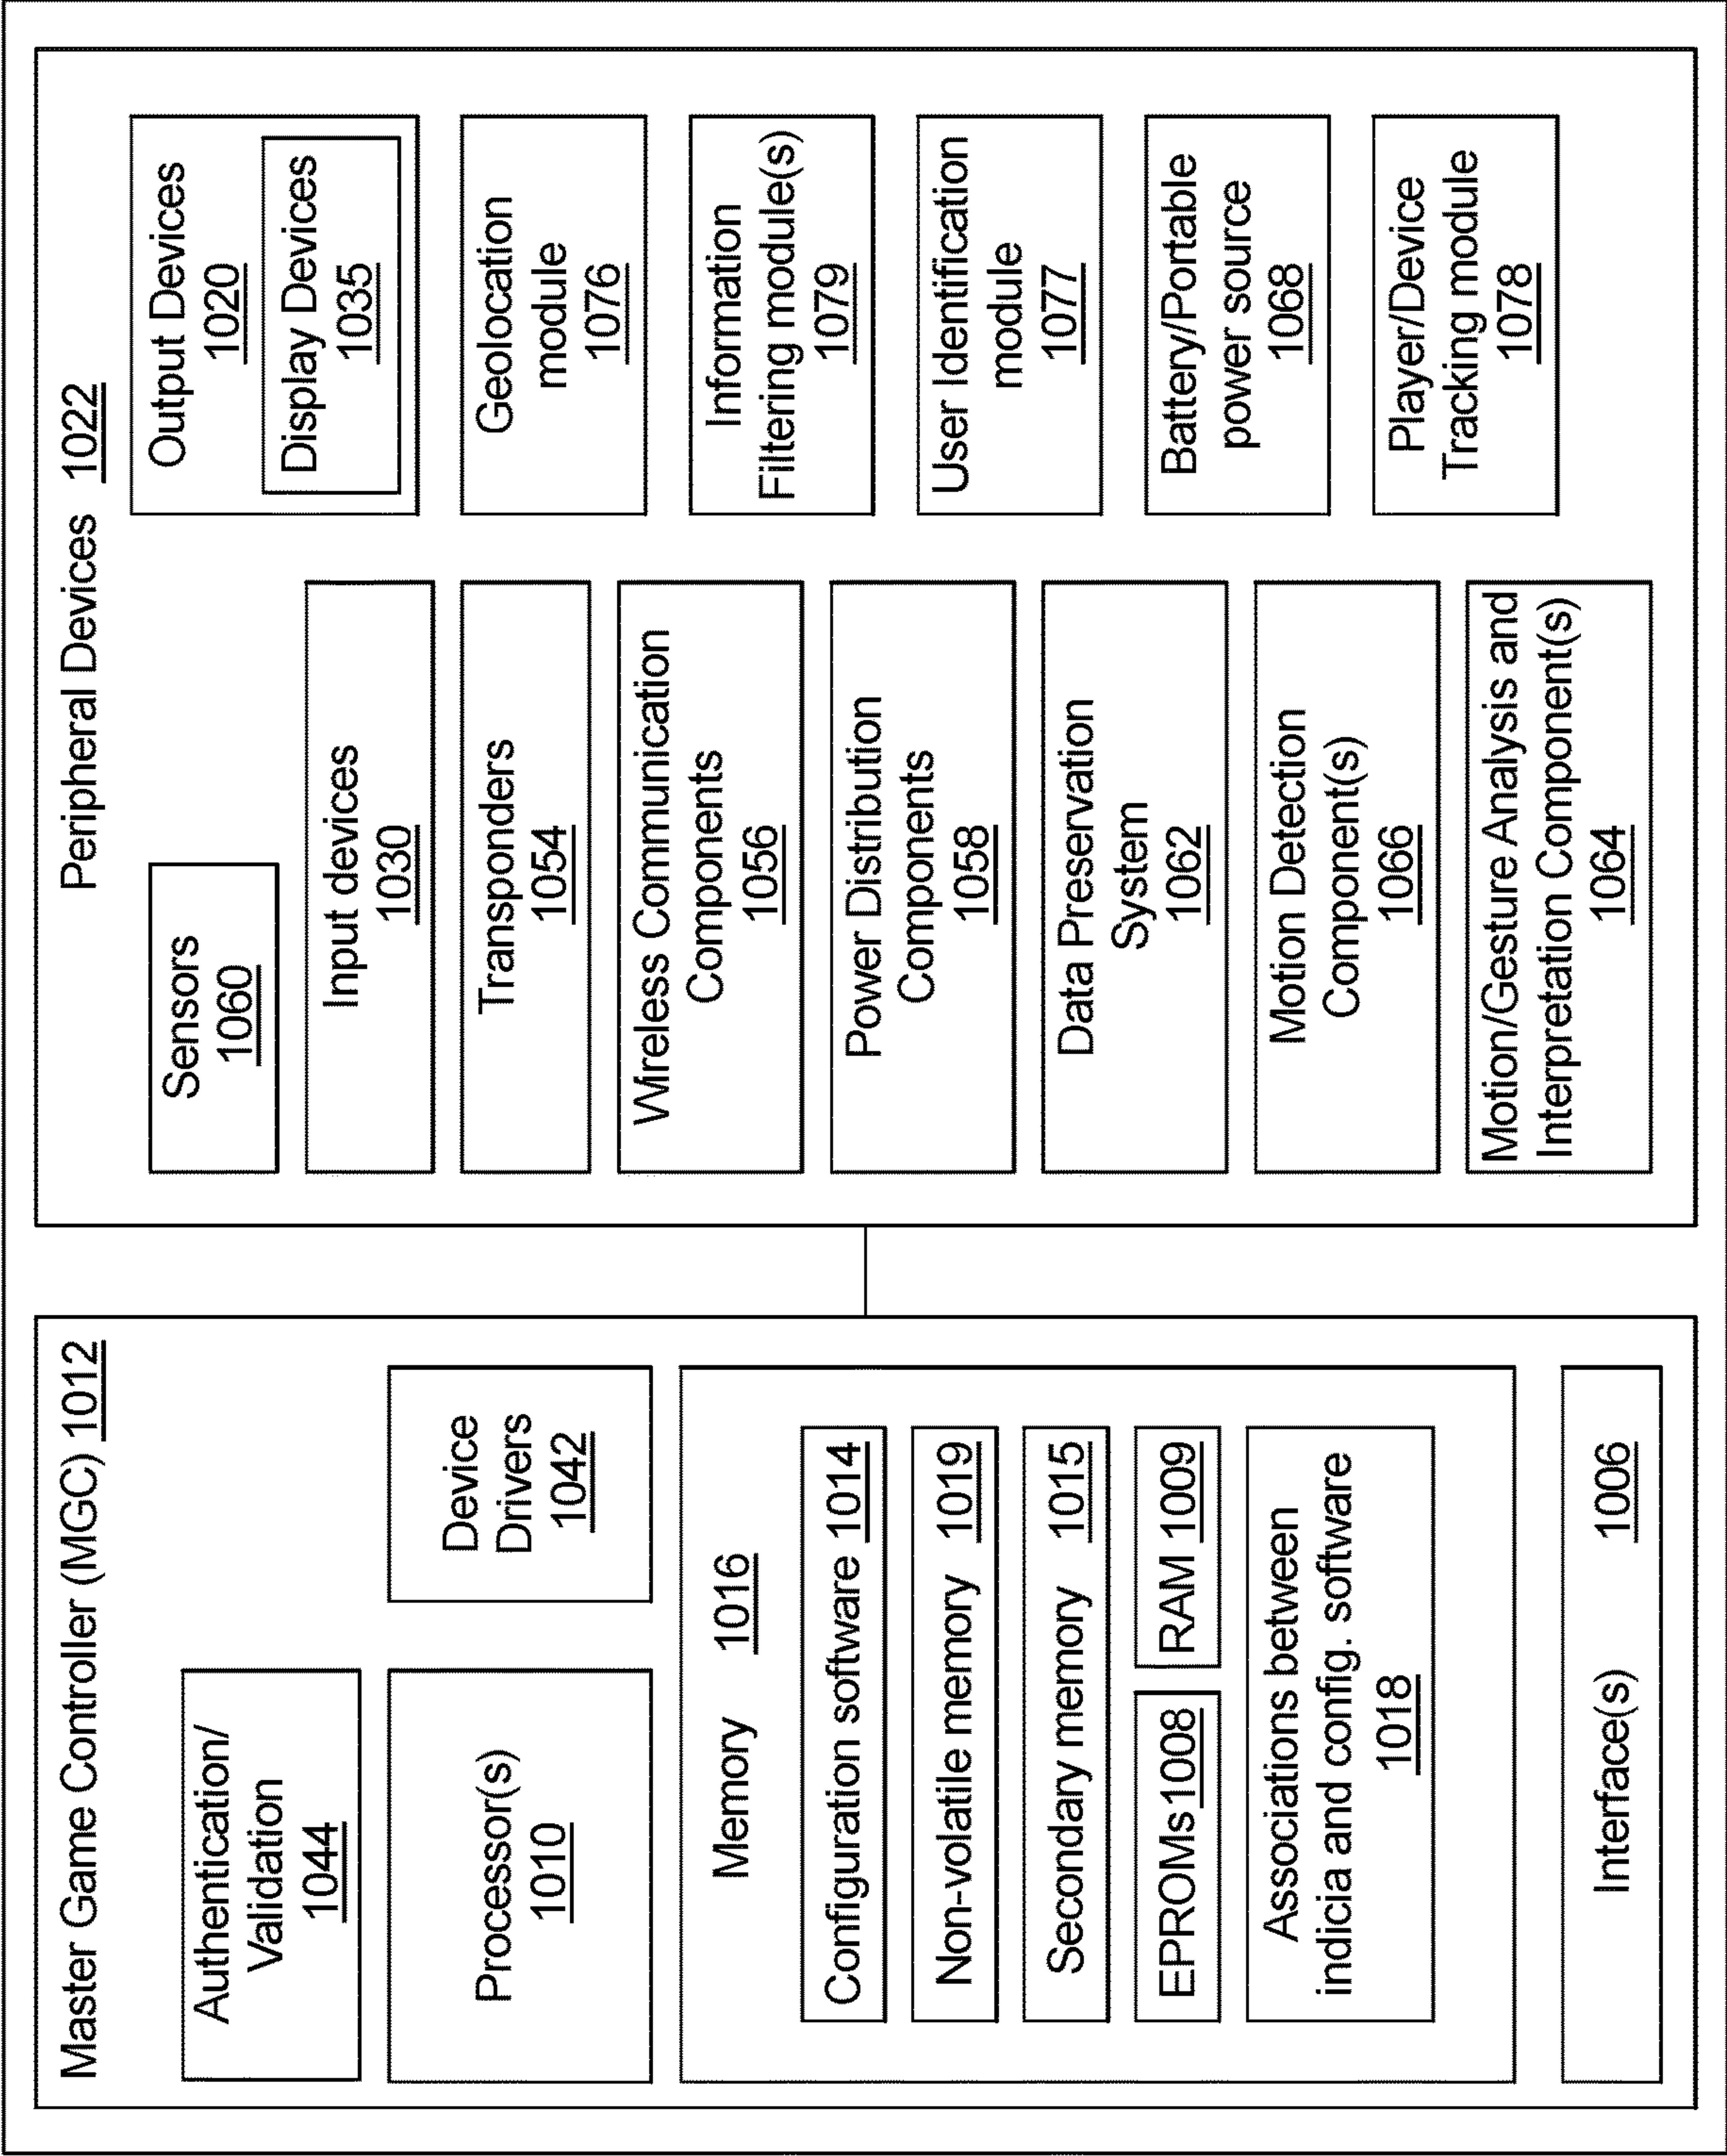 Master Game Controller (MGC) 1012
Authentication/
Validation
1044
Processor(s)
1010
Device
Drivers
1042
Memory 1016
Configuration software 1014
Non-volatile memory 1019
Secondary memory 1015
EPROMs 1008
RAM 1009
Associations between
indicia and config. software
1018
Interface(s) 1006
Peripheral Devices 1022
Sensors
1060
Input devices
1030
Transponders
1054
Wireless Communication
Components
1056
Power Distribution
Components
1058
Data Preservation
System
1062
Motion Detection
Component(s)
1066
Motion/Gesture Analysis and
Interpretation Component(s)
1064
Output Devices
1020
Display Devices
1035
Geolocation
module
1076
Information
Filtering module(s)
1079
User Identification
module
1077
Battery/Portable
power source
1068
Player/Device
Tracking module
1078